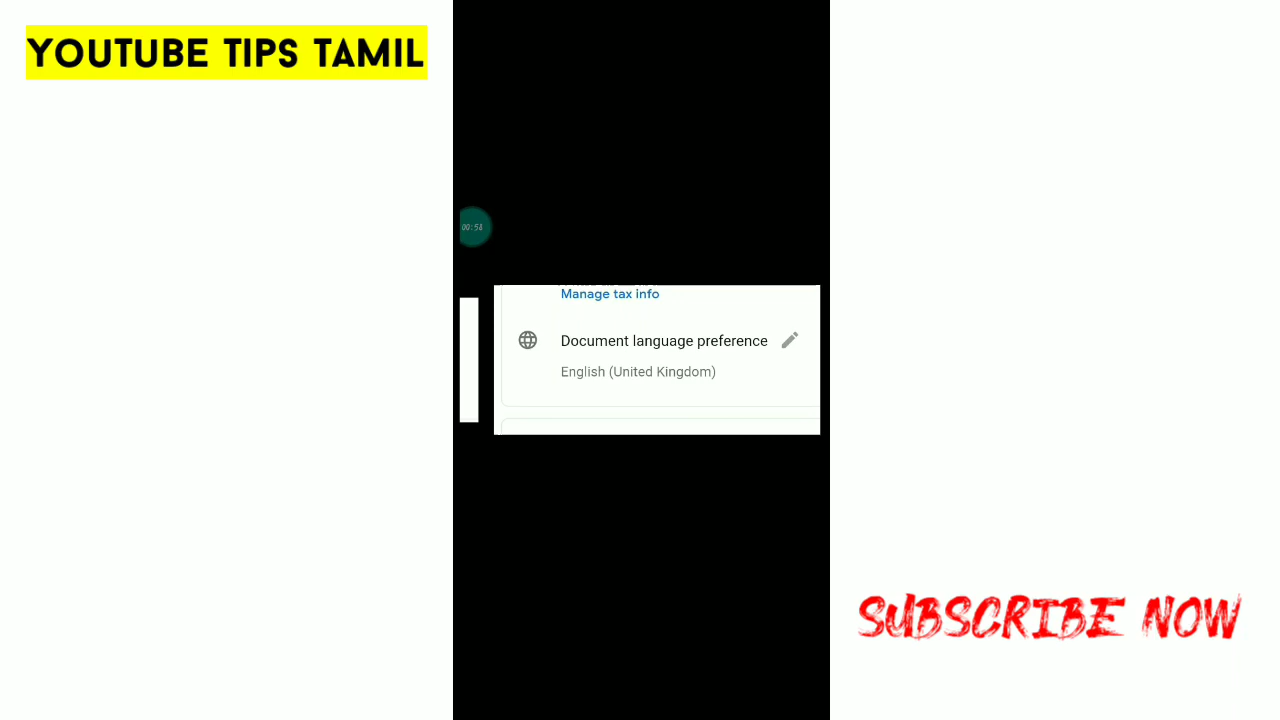 YOUTUBE TIPS TAMIL
00:58
Manage tax info
Document language preference
English (United Kingdom)
SUBSCRIBE NOW